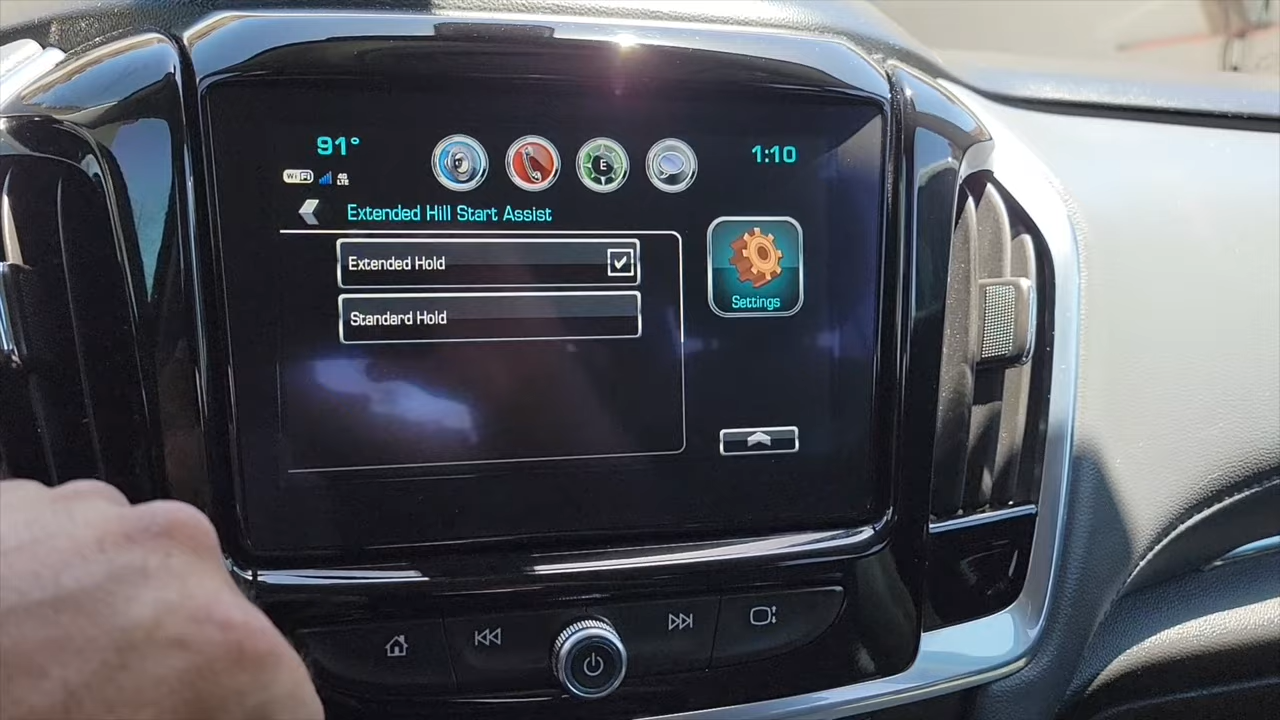 91°
E
1:10
WiFi
4G
LTE
Extended Hill Start Assist
Extended Hold
Standard Hold
Settings